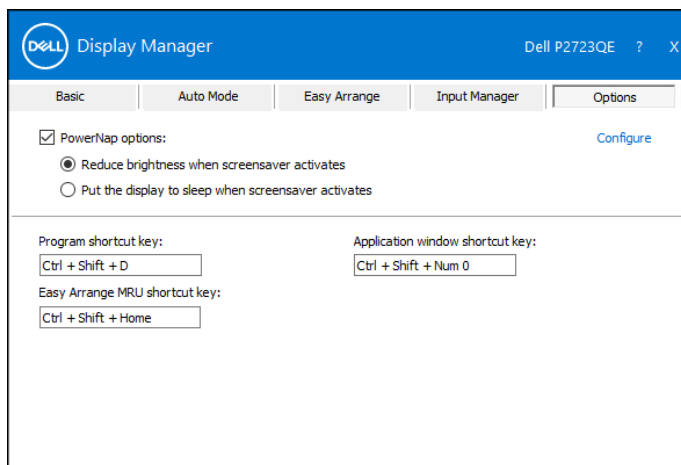 DELL Display Manager Dell P2723QE ? X
Basic Auto Mode Easy Arrange Input Manager Options
PowerNap options: Configure
Reduce brightness when screensaver activates
Put the display to sleep when screensaver activates
Program shortcut key: Application window shortcut key:
Ctrl + Shift + D Ctrl + Shift + Num 0
Easy Arrange MRU shortcut key:
Ctrl + Shift + Home